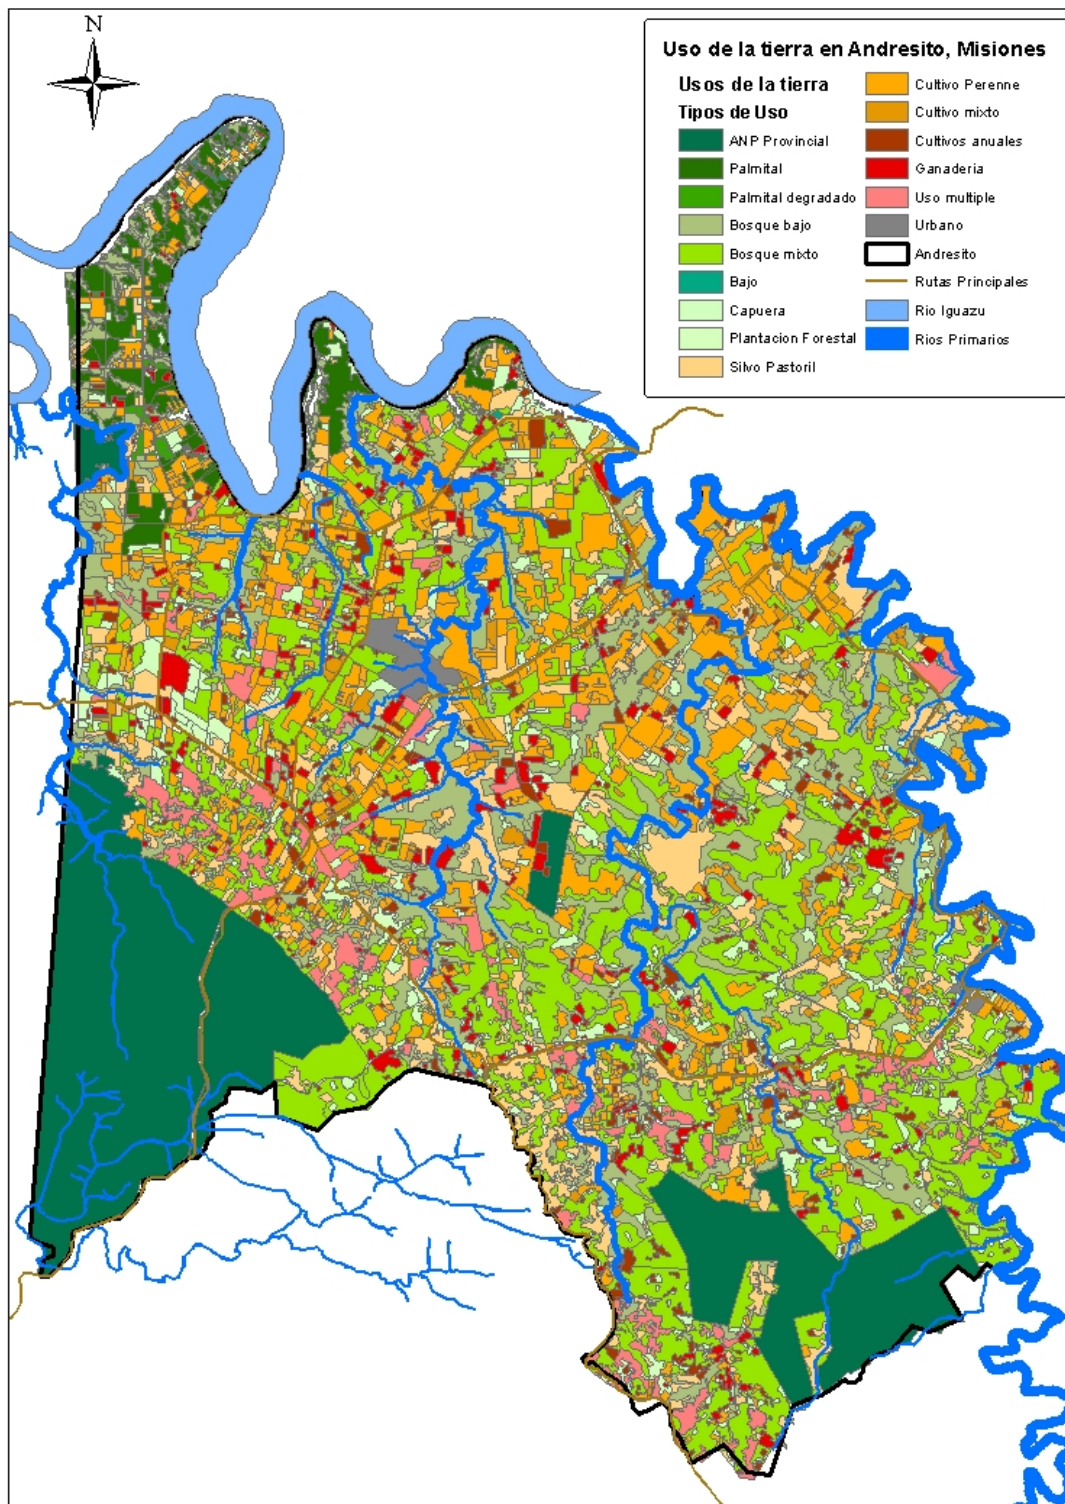 N
Uso de la tierra en Andresito, Misiones
Usos de la tierra
Tipos de Uso
ANP Provincial
Palmital
Palmital degradado
Bosque bajo
Bosque mixto
Bajo
Capuera
Plantacion Forestal
Silvo Pastoril
Cultivo Perenne
Cultivo mixto
Cultivos anuales
Ganaderia
Uso multiple
Urbano
Andresito
Rutas Principales
Rio Iguazu
Rios Primarios